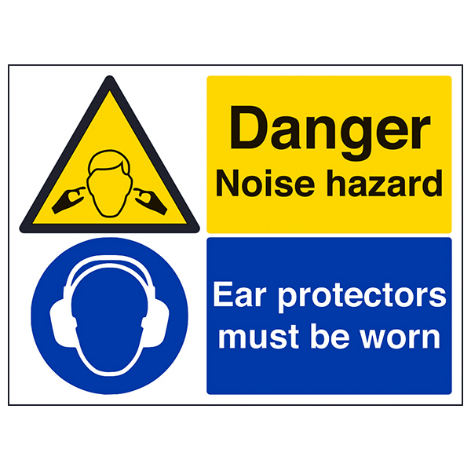 Danger
Noise hazard
Ear protectors
must be worn